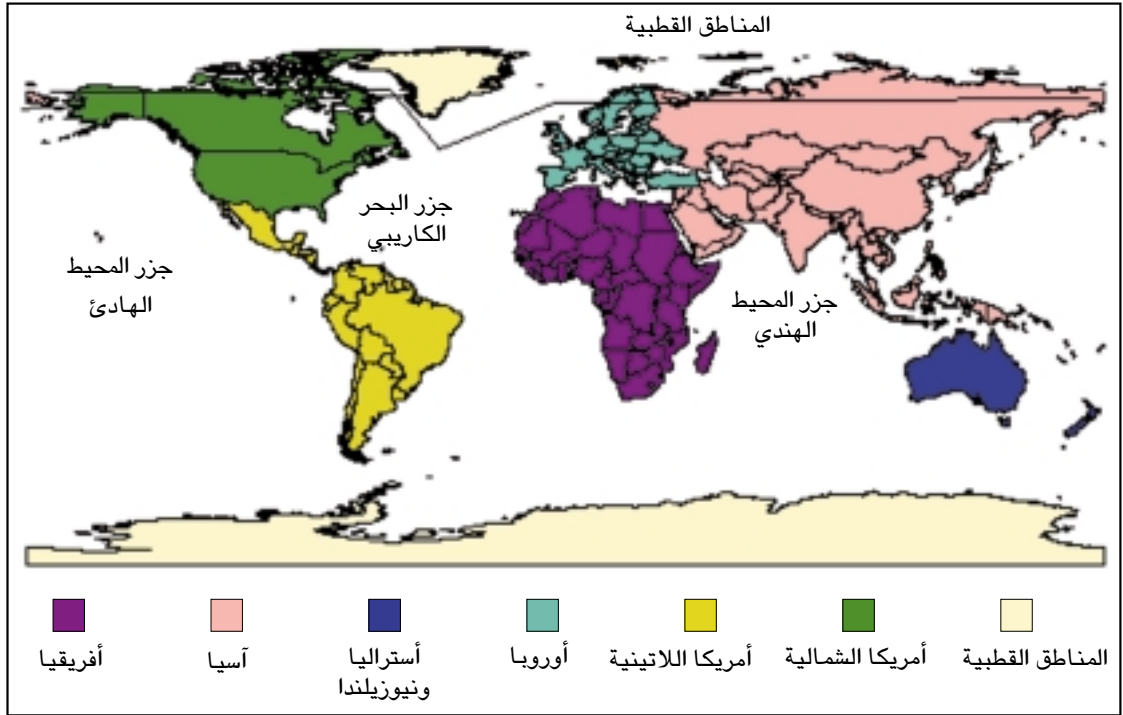 المناطق القطبية
جزر البحر
الكاريبي
جزر المحيط
الهادئ
جزر المحيط
الهندي
المناطق القطبية
أمريكا الشمالية
أمريكا اللاتينية
أوروبا
أستراليا
ونيوزيلندا
آسيا
أفريقيا